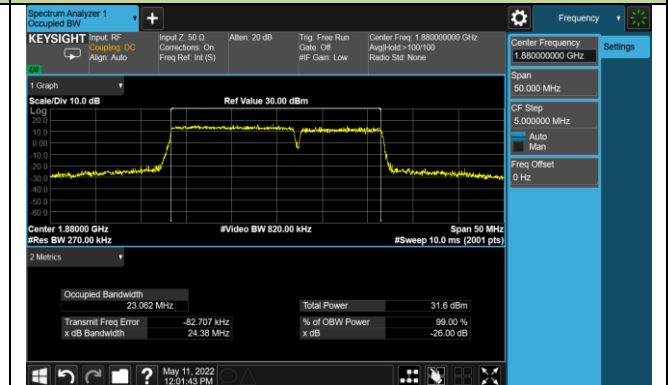 Spectrum Analyzer 1
Occupied BW
+
Frequency
KEYSIGHT Input: RF Input Z: 50 Ω Atten: 20 dB Trig: Free Run Center Freq: 1.880000000 GHz
Coupling: DC Corrections: On Gate: Off Avg|Hold:>100/100
Align: Auto Freq Ref: Int (S) #IF Gain: Low Radio Std: None
Center Frequency
1.880000000 GHz
Settings
Span
50.000 MHz
CF Step
5.000000 MHz
Auto
Man
Freq Offset
0 Hz
1 Graph
Scale/Div 10.0 dB Ref Value 30.00 dBm
Log
20.0
10.0
0.00
-10.0
-20.0
-30.0
-40.0
-50.0
-60.0
Center 1.88000 GHz #Video BW 820.00 kHz Span 50 MHz
#Res BW 270.00 kHz #Sweep 10.0 ms (2001 pts)
2 Metrics
Occupied Bandwidth
23.062 MHz Total Power 31.6 dBm
Transmit Freq Error -82.707 kHz % of OBW Power 99.00 %
x dB Bandwidth 24.38 MHz x dB -26.00 dB
? May 11, 2022
12:01:43 PM